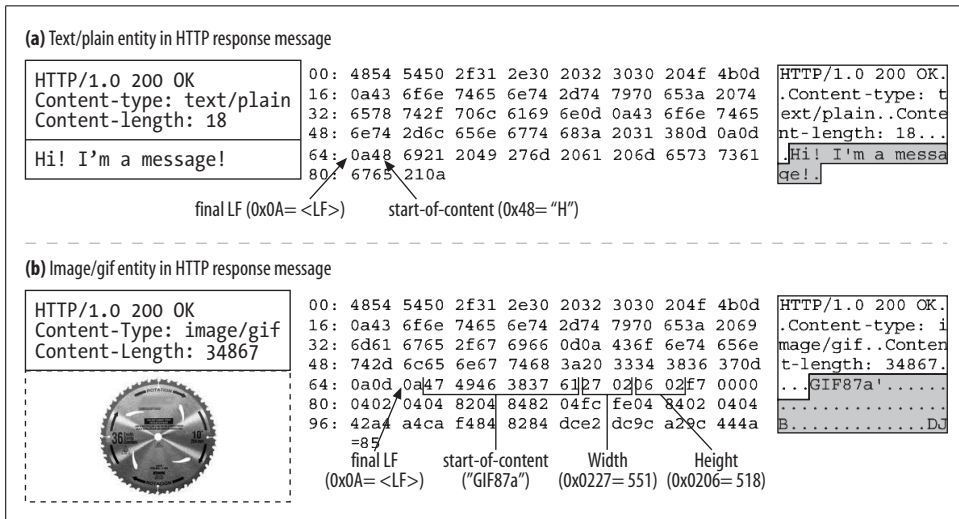 (a) Text/plain entity in HTTP response message
HTTP/1.0 200 OK
Content-type: text/plain
Content-length: 18
Hi! I'm a message!
00: 4854 5450 2f31 2e30 2032 3030 204f 4b0d
16: 0a43 6f6e 7465 6e74 2d74 7970 653a 2074
32: 6578 742f 706c 6169 6e0d 0a43 6f6e 7465
48: 6e74 2d6c 656e 6774 683a 2031 380d 0a0d
64: 0a48 6921 2049 276d 2061 206d 6573 7361
80: 6765 210a
HTTP/1.0 200 OK.
.Content-type: t
ext/plain..Conte
nt-length: 18...
.Hi! I'm a messa
ge!.
final LF (0x0A= <LF>)
start-of-content (0x48= “H”)
(b) Image/gif entity in HTTP response message
HTTP/1.0 200 OK
Content-Type: image/gif
Content-Length: 34867
ROTATION
36
10"
ROTATION
00: 4854 5450 2f31 2e30 2032 3030 204f 4b0d
16: 0a43 6f6e 7465 6e74 2d74 7970 653a 2069
32: 6d61 6765 2f67 6966 0d0a 436f 6e74 656e
48: 742d 6c65 6e67 7468 3a20 3334 3836 370d
64: 0a0d 0a47 4946 3837 6127 0206 02f7 0000
80: 0402 0404 8204 8482 04fc fe04 8402 0404
96: 42a4 a4ca f484 8284 dce2 dc9c a29c 444a
=85
HTTP/1.0 200 OK.
.Content-type: i
mage/gif..Conten
t-length: 34867.
...GIF87a'......
................
B.............DJ
final LF
(0x0A= <LF>)
start-of-content
("GIF87a")
Width
(0x0227= 551)
Height
(0x0206= 518)